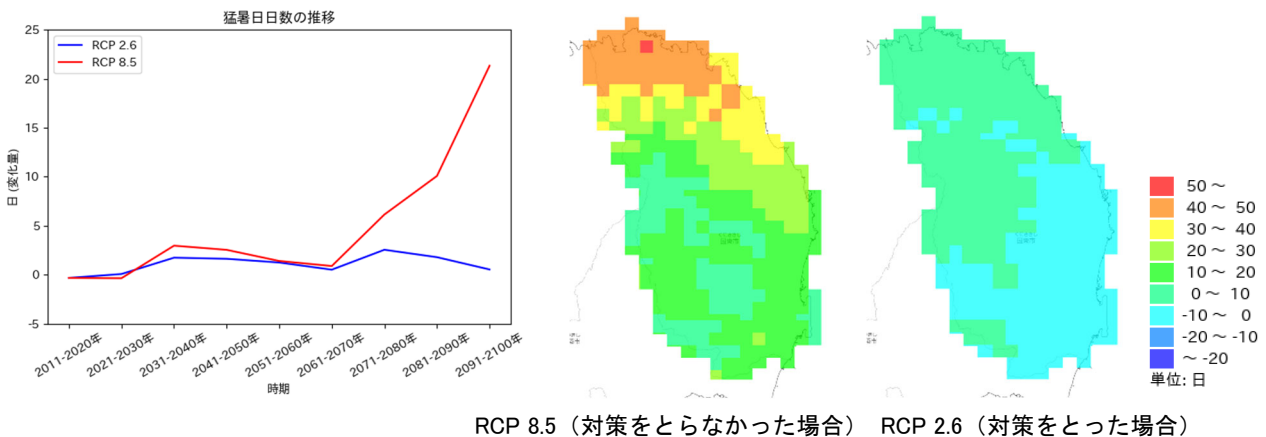 猛暑日日数の推移
RCP 2.6
RCP 8.5
日 (変化量)
25
20
15
10
5
0
-5
2011-2020年
2021-2030年
2031-2040年
2041-2050年
2051-2060年
2061-2070年
2071-2080年
2081-2090年
2091-2100年
時期
50 ~
40 ~ 50
30 ~ 40
20 ~ 30
10 ~ 20
0 ~ 10
-10 ~ 0
-20 ~ -10
~ -20
単位: 日
RCP 8.5（対策をとらなかった場合） RCP 2.6（対策をとった場合）